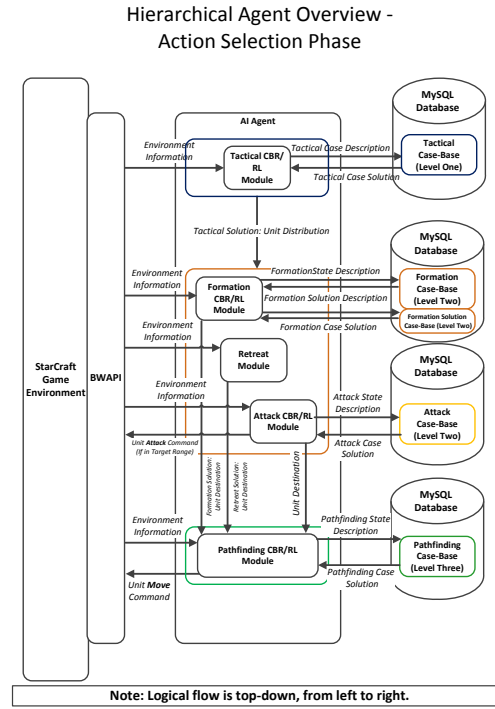 Hierarchical Agent Overview -
Action Selection Phase
MySQL
Database
AI Agent
Environment
Information
Tactical CBR/
RL
Module
Tactical Case Description
Tactical Case Solution
Tactical
Case-Base
(Level One)
Tactical Solution: Unit Distribution
MySQL
Database
Environment
Information
Formation
CBR/RL
Module
FormationState Description
Formation Solution Description
Formation Case Solution
Formation
Case-Base
(Level Two)
Formation Solution
Case-Base (Level Two)
Environment
Information
Retreat
Module
MySQL
Database
StarCraft
Game
Environment
BWAPI
Environment
Information
Attack CBR/RL
Module
Attack State
Description
Attack Case
Solution
Attack
Case-Base
(Level Two)
Unit Attack Command
(If in Target Range)
Formation Solution:
Unit Destination
Retreat Solution:
Unit Destination
Unit Destination
MySQL
Database
Environment
Information
Pathfinding CBR/RL
Module
Pathfinding State
Description
Pathfinding Case
Solution
Pathfinding
Case-Base
(Level Three)
Unit Move
Command
Note: Logical flow is top-down, from left to right.